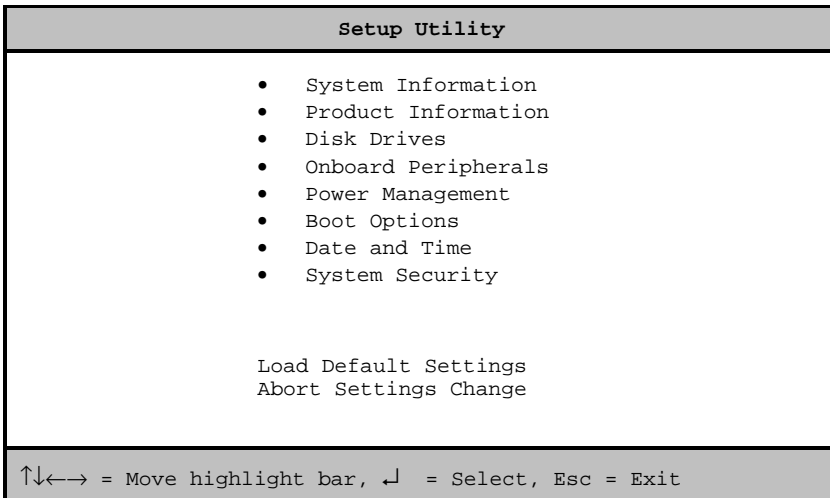 Setup Utility
• System Information
• Product Information
• Disk Drives
• Onboard Peripherals
• Power Management
• Boot Options
• Date and Time
• System Security
Load Default Settings
Abort Settings Change
↑↓←→ = Move highlight bar, ↵ = Select, Esc = Exit